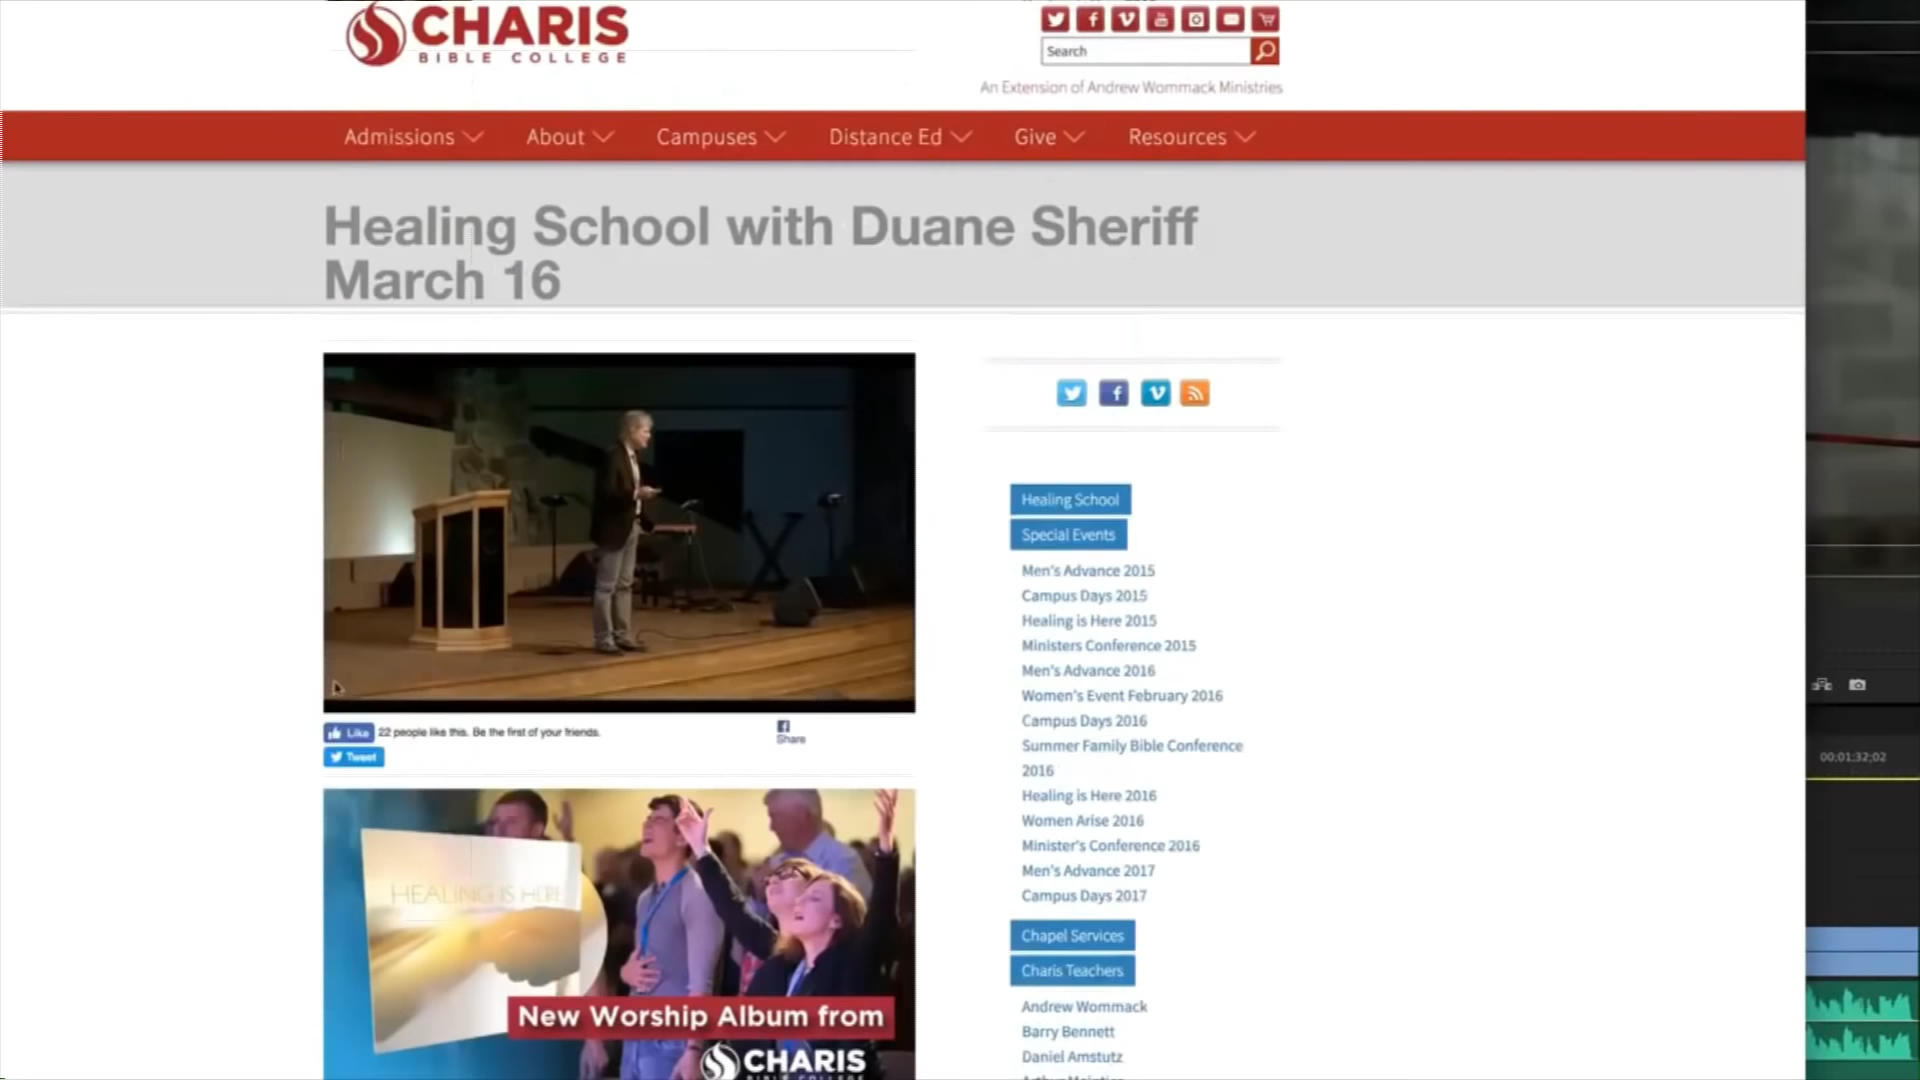 CHARIS
BIBLE COLLEGE
Search
An Extension of Andrew Wommack Ministries
Admissions
About
Campuses
Distance Ed
Give
Resources
Healing School with Duane Sheriff
March 16
Like
22 people like this. Be the first of your friends.
Share
Tweet
HEALING IS HERE
New Worship Album from
CHARIS
BIBLE COLLEGE
Healing School
Special Events
Men's Advance 2015
Campus Days 2015
Healing is Here 2015
Ministers Conference 2015
Men's Advance 2016
Women's Event February 2016
Campus Days 2016
Summer Family Bible Conference
2016
Healing is Here 2016
Women Arise 2016
Minister's Conference 2016
Men's Advance 2017
Campus Days 2017
Chapel Services
Charis Teachers
Andrew Wommack
Barry Bennett
Daniel Amstutz
00:01:32;02